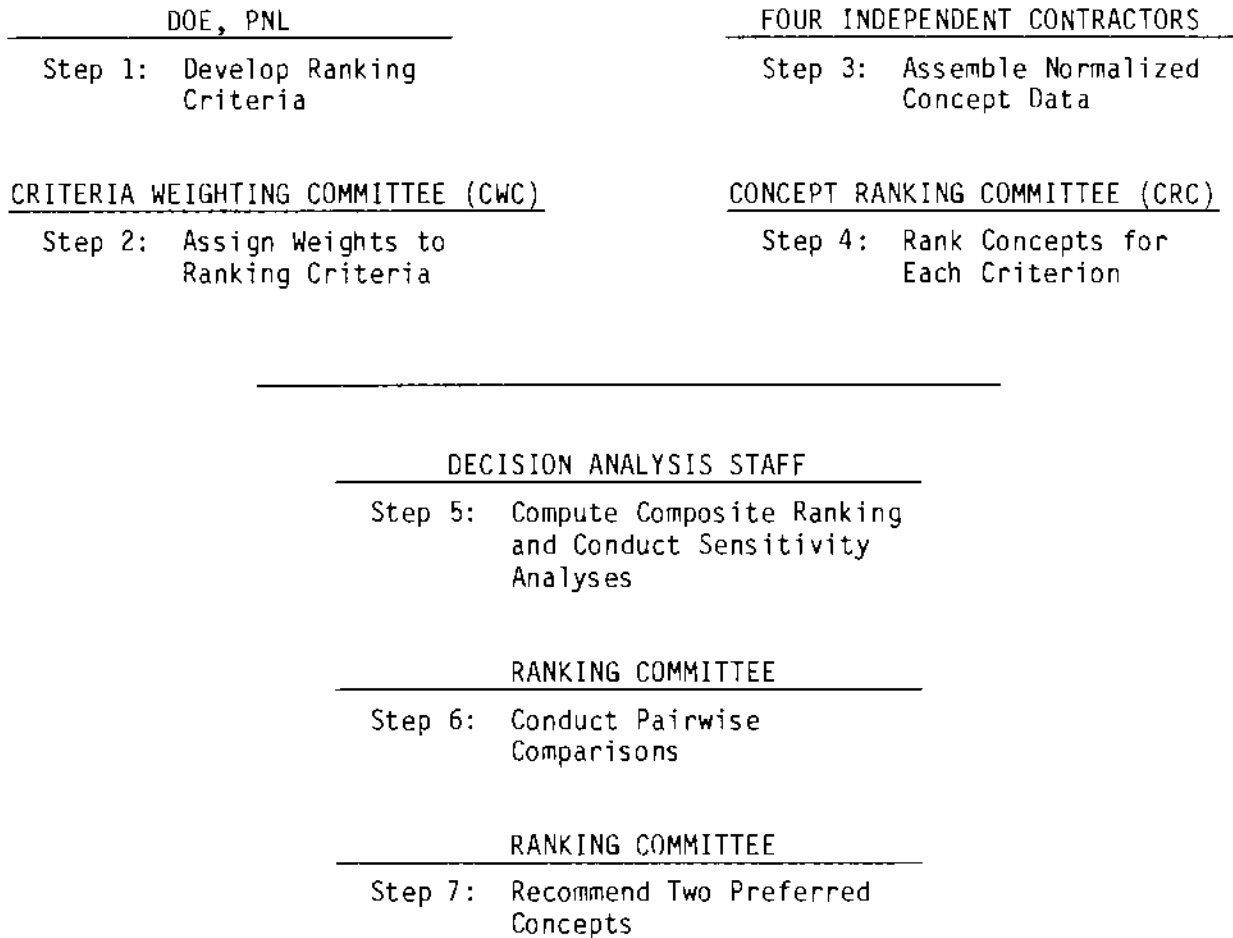 DOE, PNL
Step 1: Develop Ranking
Criteria
CRITERIA WEIGHTING COMMITTEE (CWC)
Step 2: Assign Weights to
Ranking Criteria
FOUR INDEPENDENT CONTRACTORS
Step 3: Assemble Normalized
Concept Data
CONCEPT RANKING COMMITTEE (CRC)
Step 4: Rank Concepts for
Each Criterion
DECISION ANALYSIS STAFF
Step 5: Compute Composite Ranking
and Conduct Sensitivity
Analyses
RANKING COMMITTEE
Step 6: Conduct Pairwise
Comparisons
RANKING COMMITTEE
Step 7: Recommend Two Preferred
Concepts